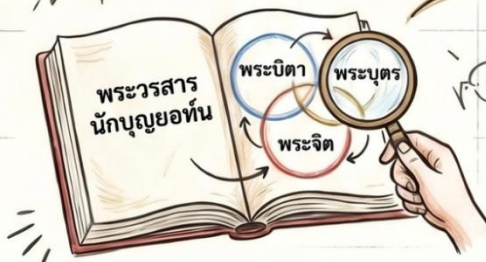 พระวรสาร
นักบุญยอห์น
พระบิดา
พระบุตร
พระจิต